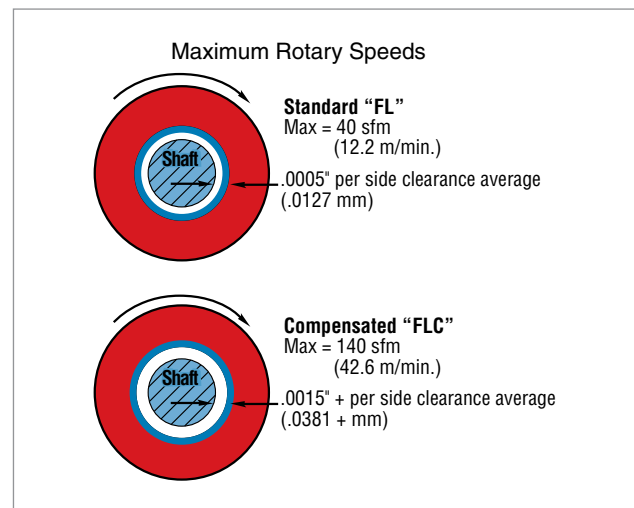 Maximum Rotary Speeds
Standard “FL”
Max = 40 sfm
(12.2 m/min.)
Shaft
.0005" per side clearance average
(.0127 mm)
Compensated “FLC”
Max = 140 sfm
(42.6 m/min.)
Shaft
.0015" + per side clearance average
(.0381 + mm)